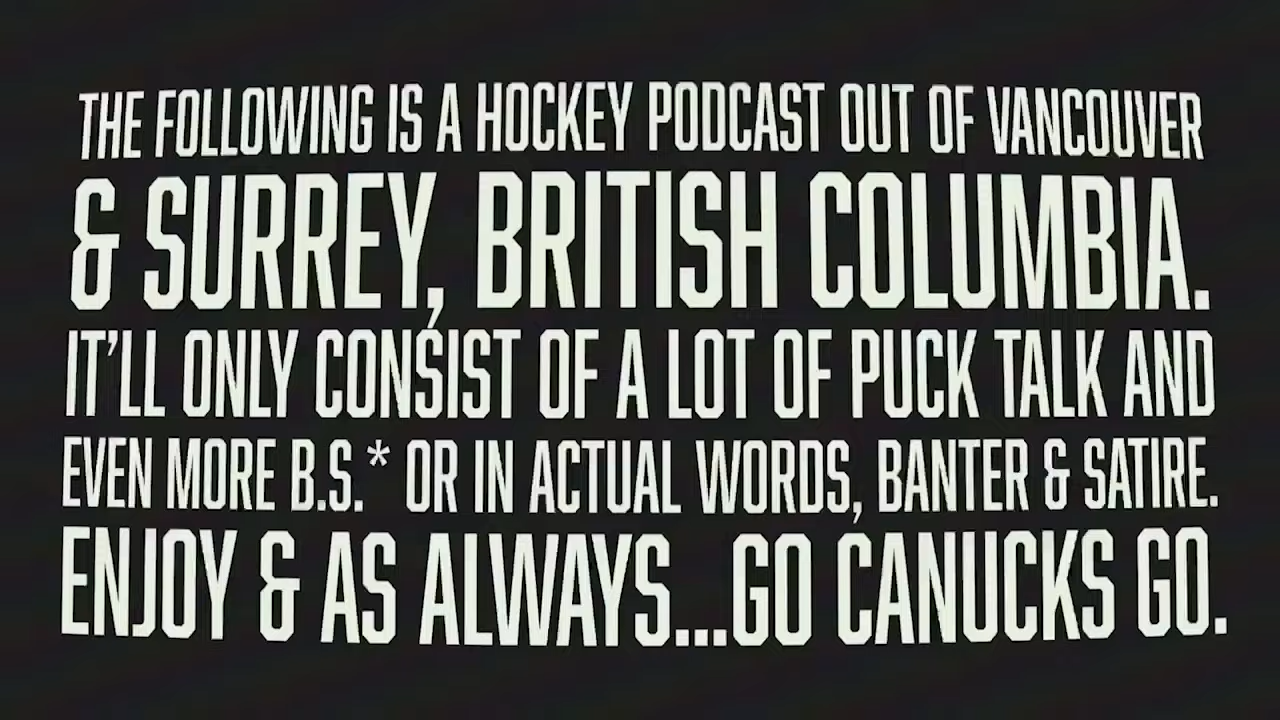 THE FOLLOWING IS A HOCKEY PODCAST OUT OF VANCOUVER
& SURREY, BRITISH COLUMBIA.
IT'LL ONLY CONSIST OF A LOT OF PUCK TALK AND
EVEN MORE B.S.* OR IN ACTUAL WORDS, BANTER & SATIRE.
ENJOY & AS ALWAYS...GO CANUCKS GO.